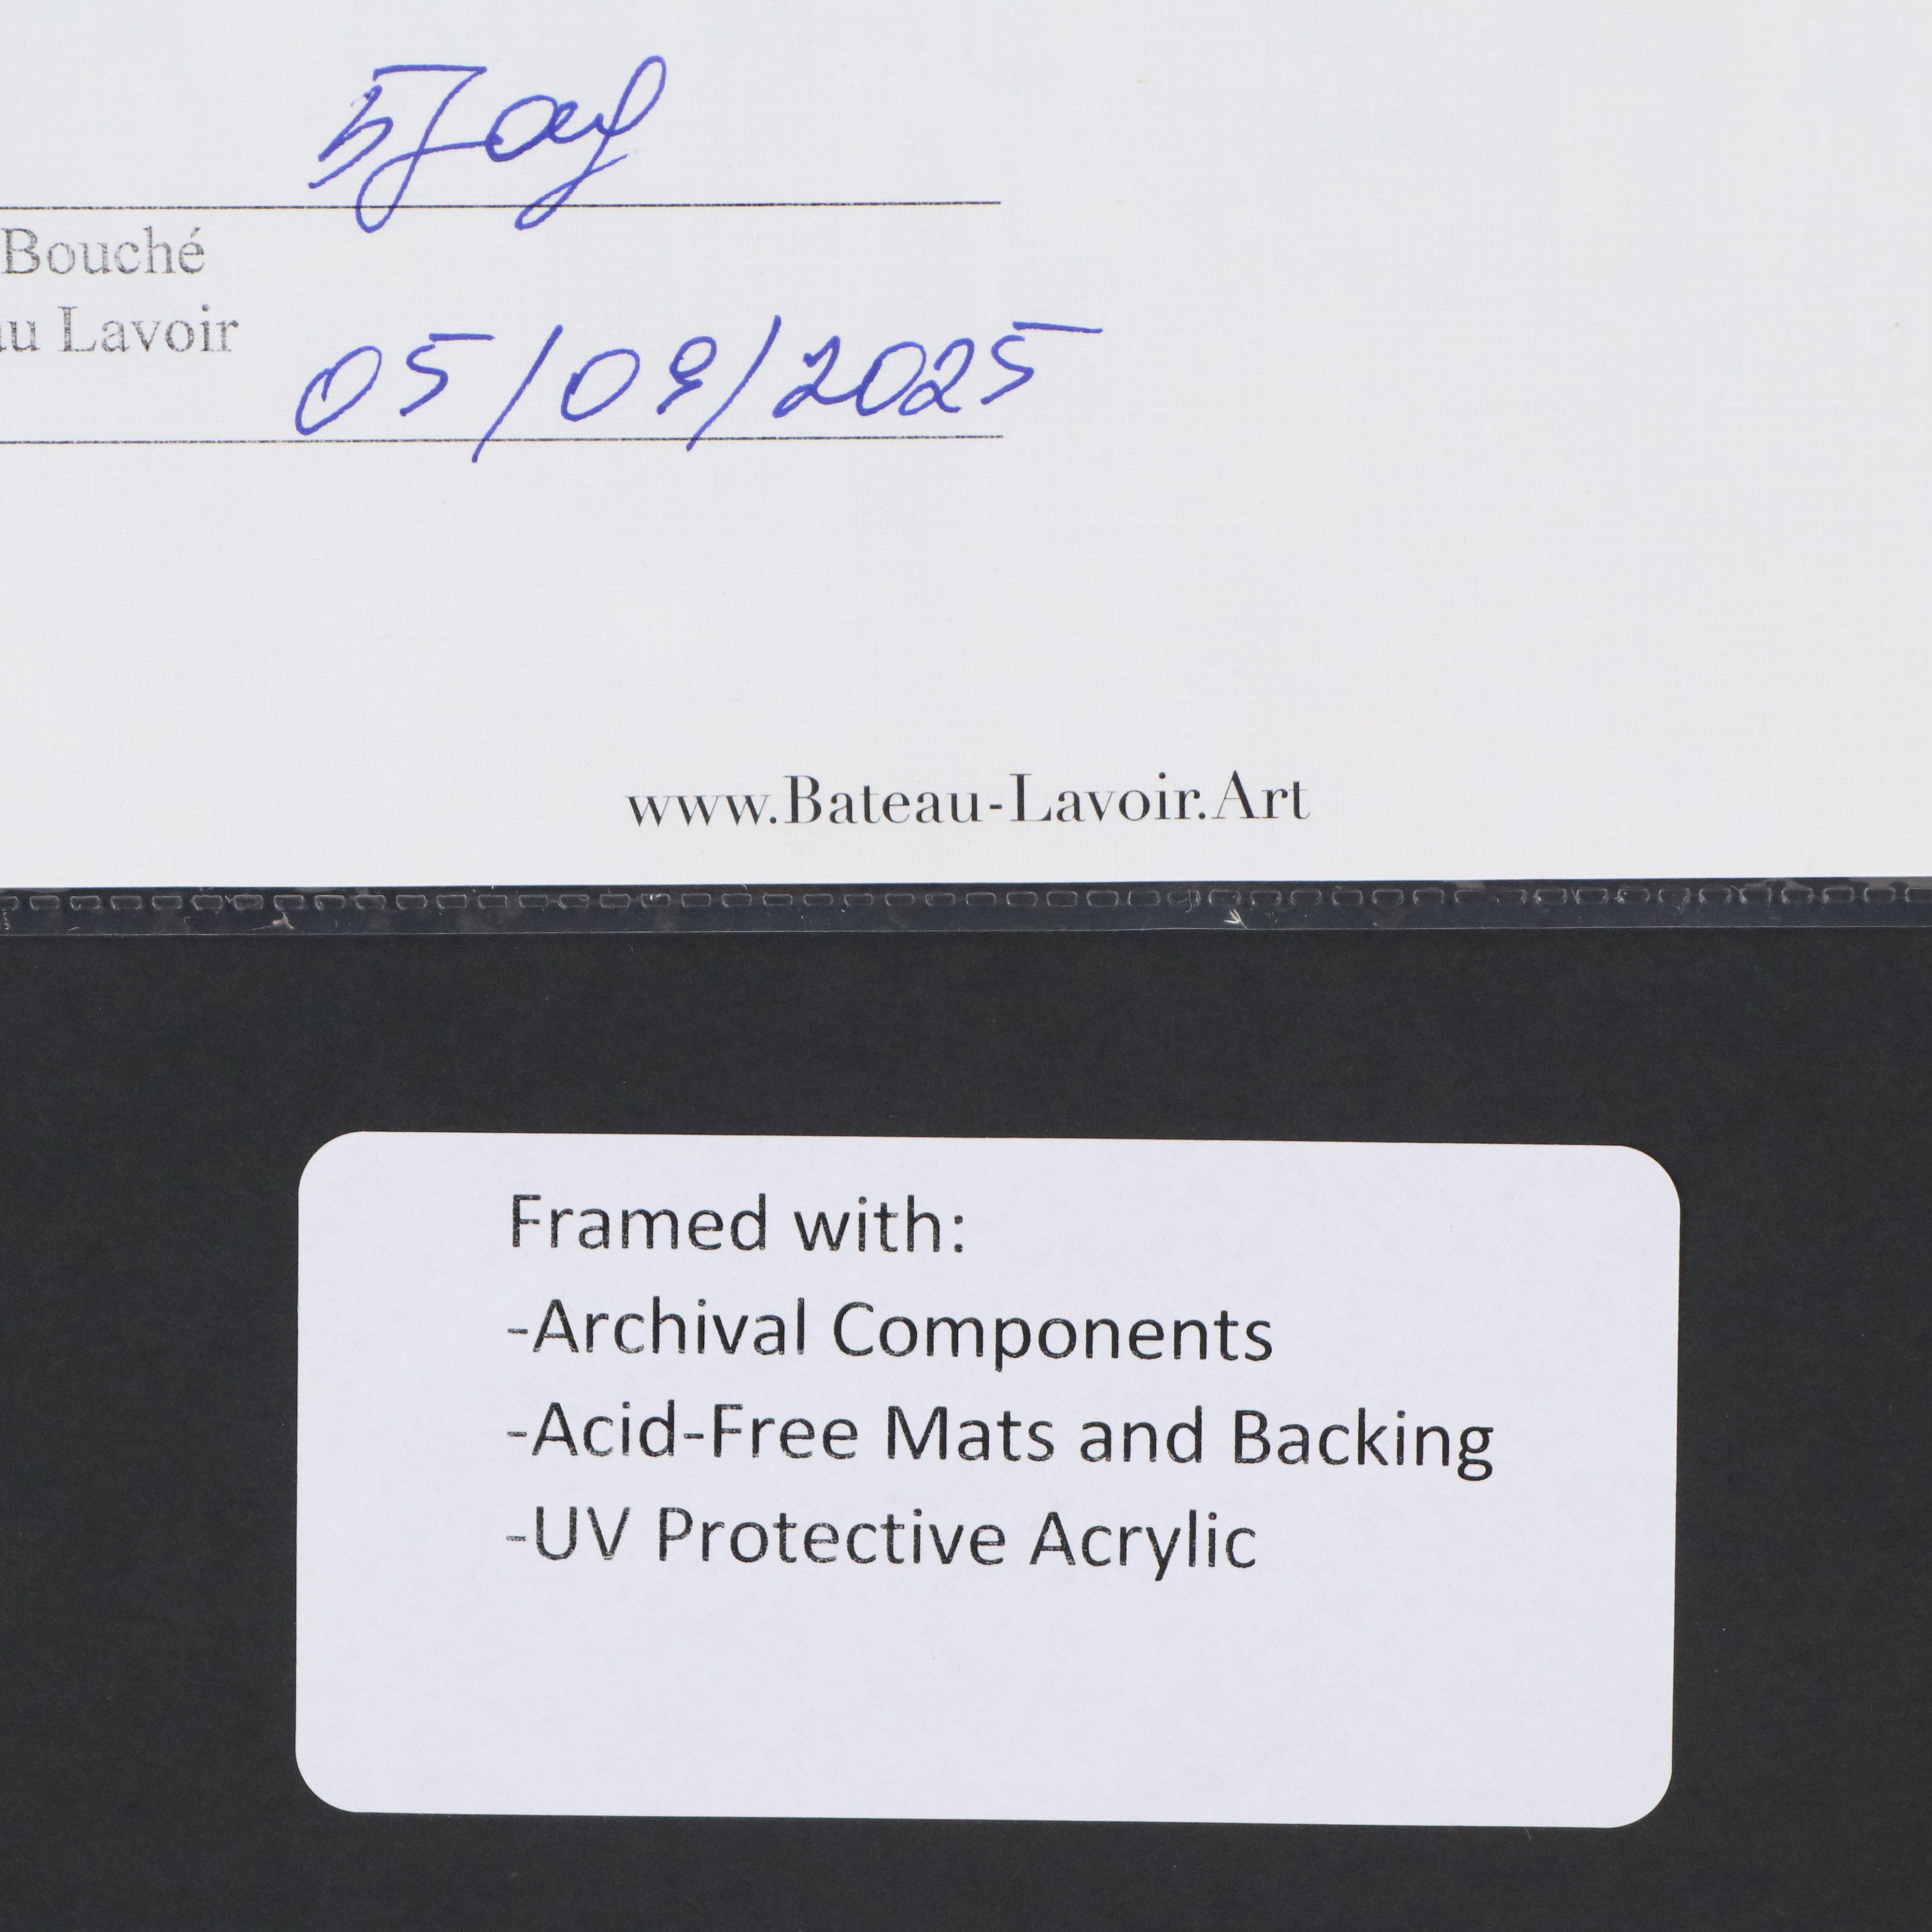 Bouché
au Lavoir
05/09/2025
www.Bateau-Lavoir.Art
Framed with:
-Archival Components
-Acid-Free Mats and Backing
-UV Protective Acrylic